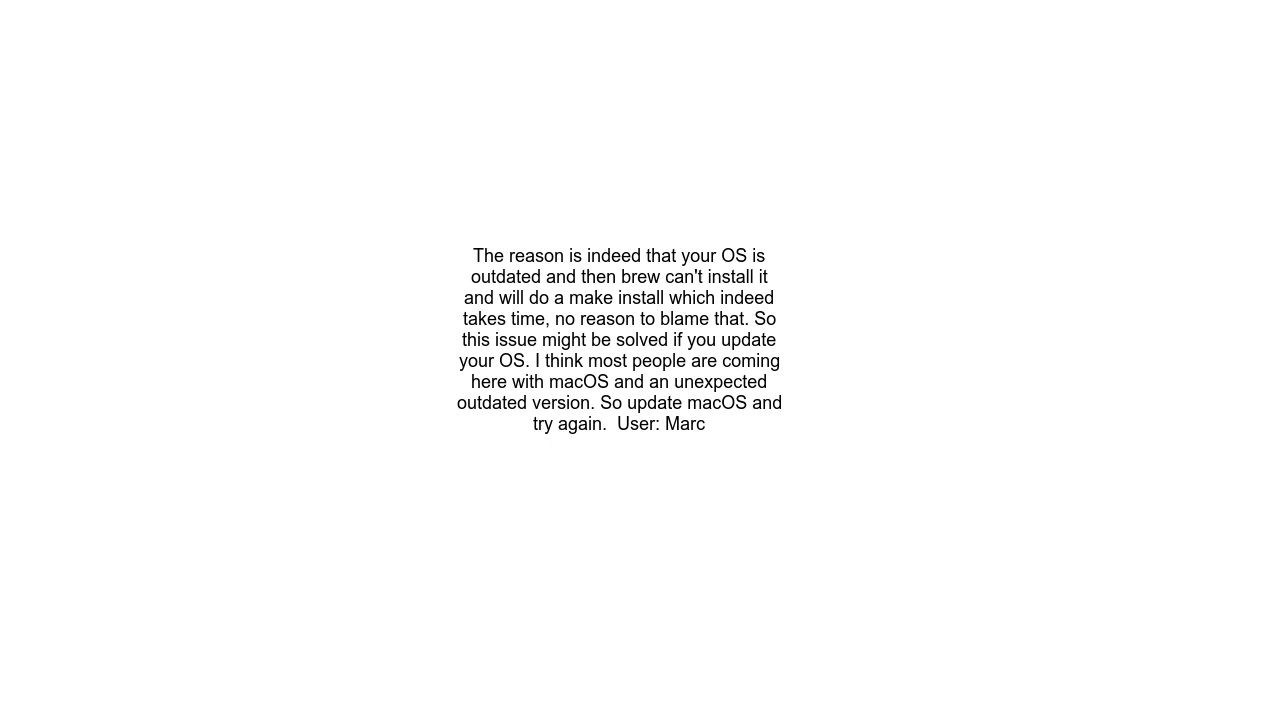 The reason is indeed that your OS is
outdated and then brew can't install it
and will do a make install which indeed
takes time, no reason to blame that. So
this issue might be solved if you update
your OS. I think most people are coming
here with macOS and an unexpected
outdated version. So update macOS and
try again.  User: Marc